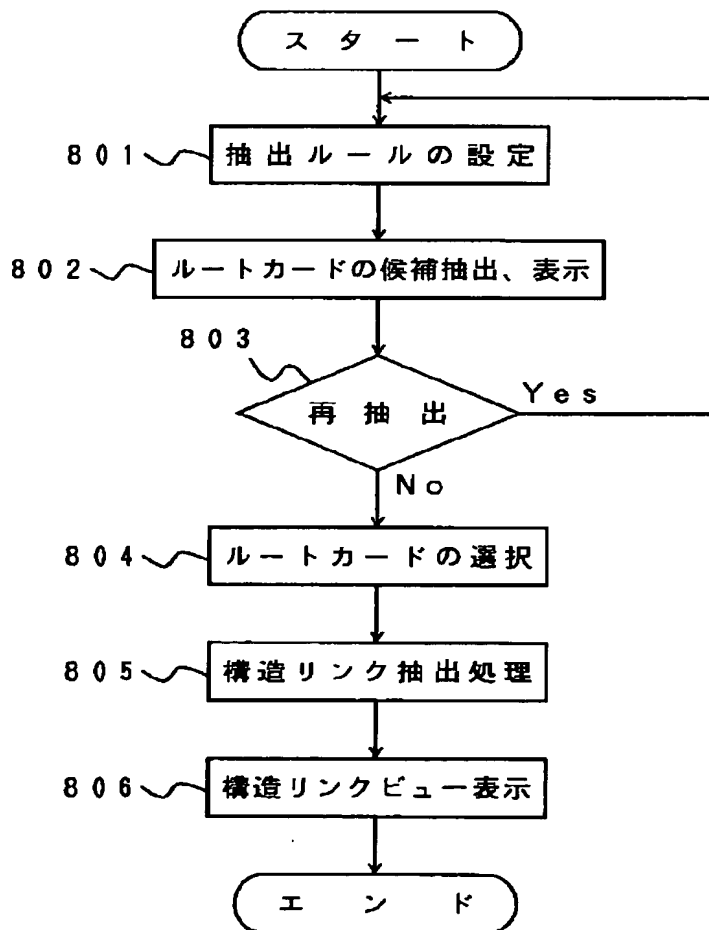 スタート
801 抽出ルールの設定
802 ルートカードの候補抽出、表示
803
再抽出
Yes
No
804 ルートカードの選択
805 構造リンク抽出処理
806 構造リンクビュー表示
エンド